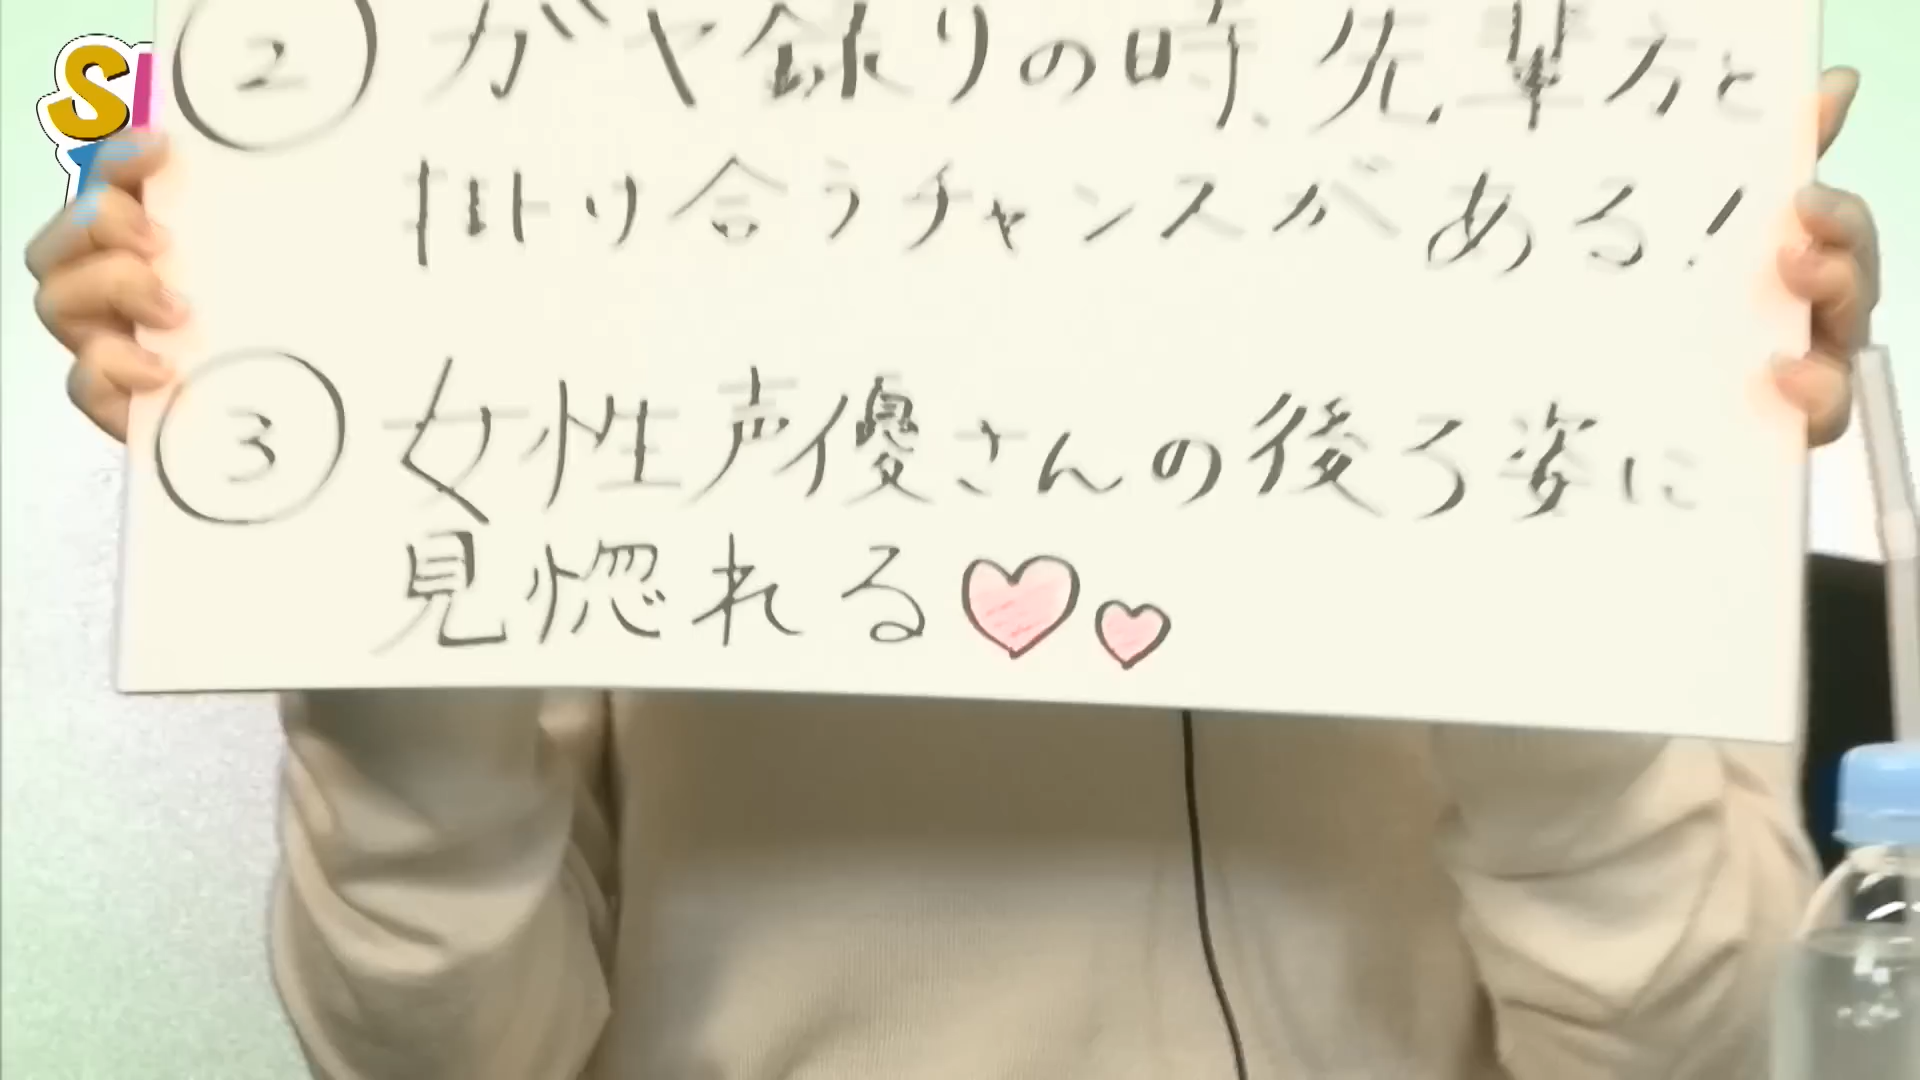 ② ガヤ録りの時、先輩方と
掛け合うチャンスがある!
③ 女性声優さんの後ろ姿に
見惚れる♡♡